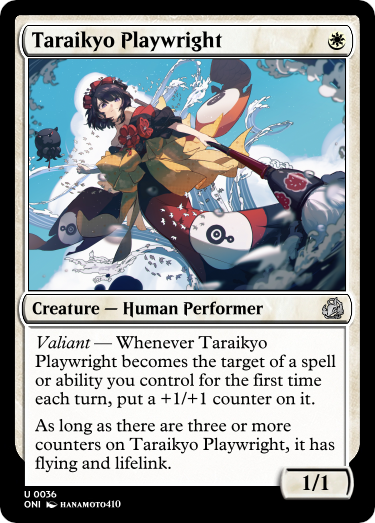 Taraikyo Playwright
Creature — Human Performer
Valiant — Whenever Taraikyo
Playwright becomes the target of a spell
or ability you control for the first time
each turn, put a +1/+1 counter on it.
As long as there are three or more
counters on Taraikyo Playwright, it has
flying and lifelink.
1/1
U 0036
ONI HANAMOTO410